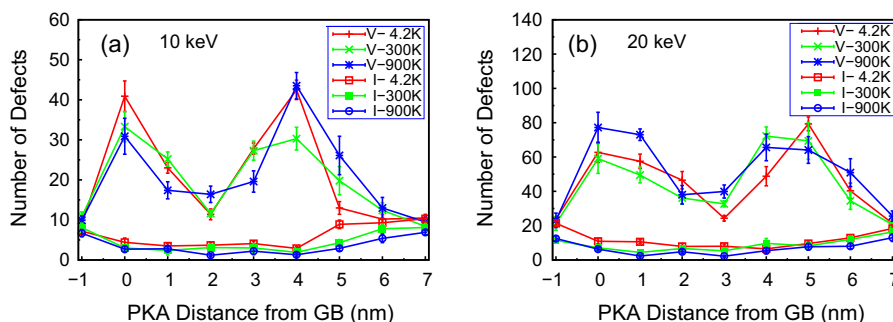 60
50
40
30
20
10
0
Number of Defects
(a)
10 keV
V− 4.2K
V−300K
V−900K
I− 4.2K
I−300K
I−900K
−1 0 1 2 3 4 5 6 7
PKA Distance from GB (nm)
140
120
100
80
60
40
20
0
Number of Defects
(b)
20 keV
V− 4.2K
V−300K
V−900K
I− 4.2K
I−300K
I−900K
−1 0 1 2 3 4 5 6 7
PKA Distance from GB (nm)